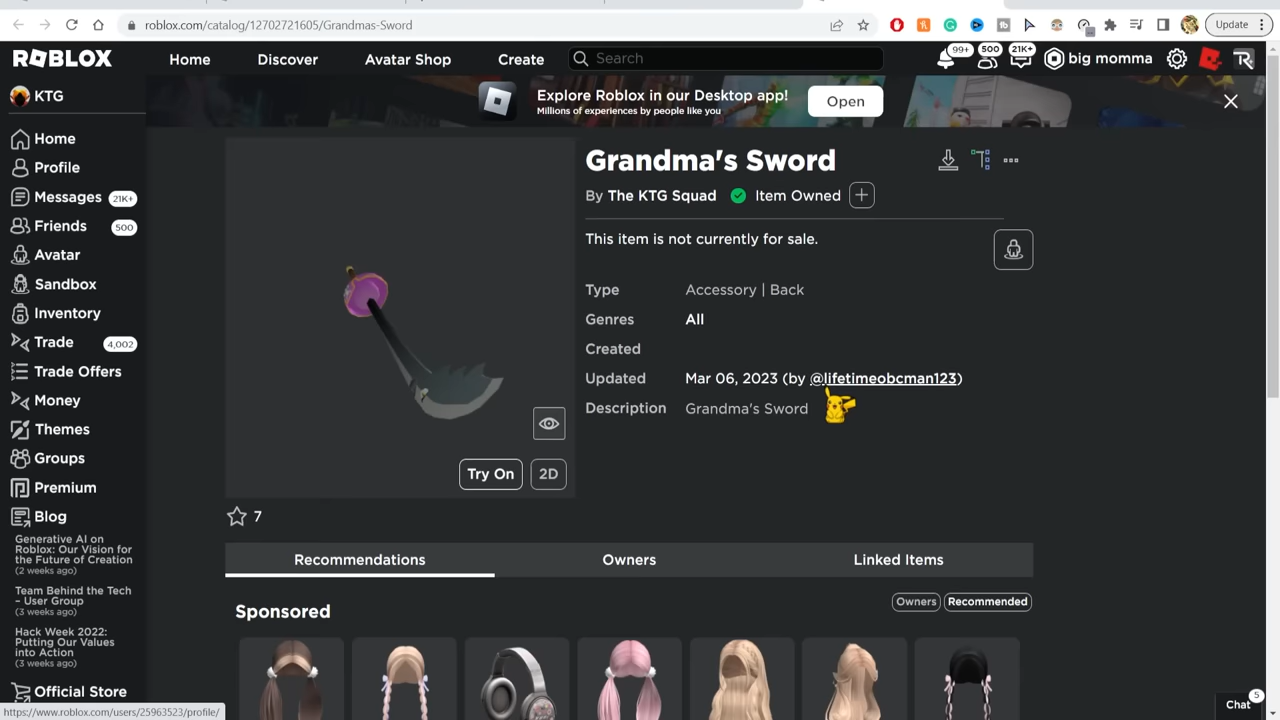 roblox.com/catalog/12702721605/Grandmas-Sword
Update
ROBLOX
Home
Discover
Avatar Shop
Create
Search
99+
500
21K+
big momma
KTG
Explore Roblox in our Desktop app!
Millions of experiences by people like you
Open
Home
Profile
Messages 21K+
Friends 500
Avatar
Sandbox
Inventory
Trade 4,002
Trade Offers
Money
Themes
Groups
Premium
Blog
Generative AI on
Roblox: Our Vision for
the Future of Creation
(2 weeks ago)
Team Behind the Tech
– User Group
(3 weeks ago)
Hack Week 2022:
Putting Our Values
into Action
(3 weeks ago)
Official Store
https://www.roblox.com/users/25963523/profile/
Grandma's Sword
By The KTG Squad
Item Owned
This item is not currently for sale.
Type Accessory | Back
Genres All
Created
Updated Mar 06, 2023 (by @lifetimeobcman123)
Description Grandma's Sword
Try On
2D
7
Recommendations
Owners
Linked Items
Sponsored
Owners
Recommended
Chat
5